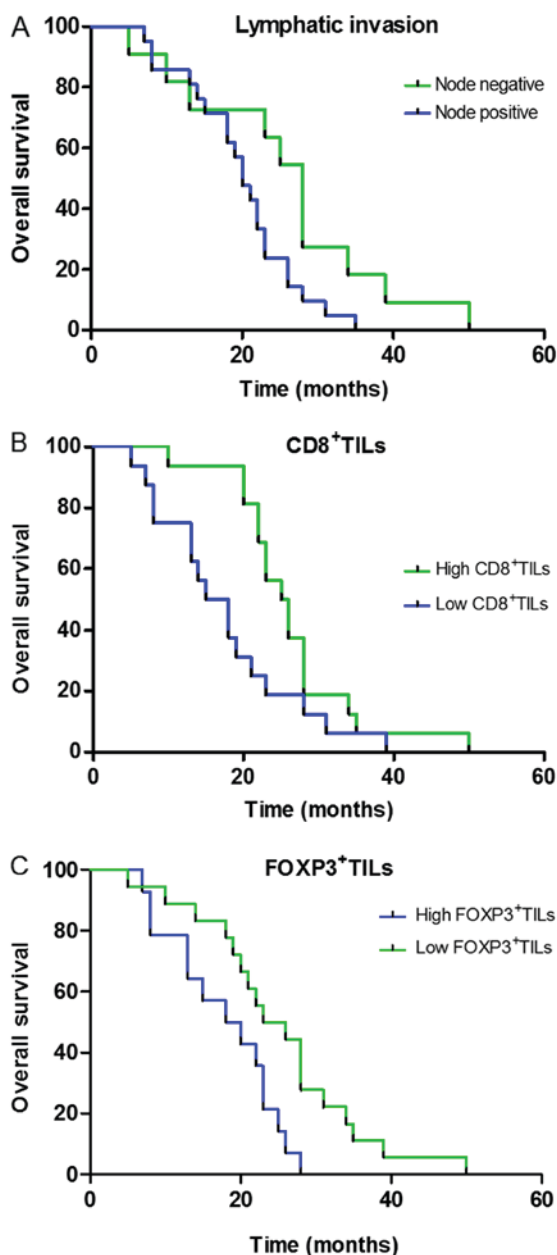 A
Lymphatic invasion
100
80
60
40
20
0
Overall survival
Node negative
Node positive
0 20 40 60
Time (months)
B
CD8⁺TILs
100
80
60
40
20
0
Overall survival
High CD8⁺TILs
Low CD8⁺TILs
0 20 40 60
Time (months)
C
FOXP3⁺TILs
100
80
60
40
20
0
Overall survival
High FOXP3⁺TILs
Low FOXP3⁺TILs
0 20 40 60
Time (months)